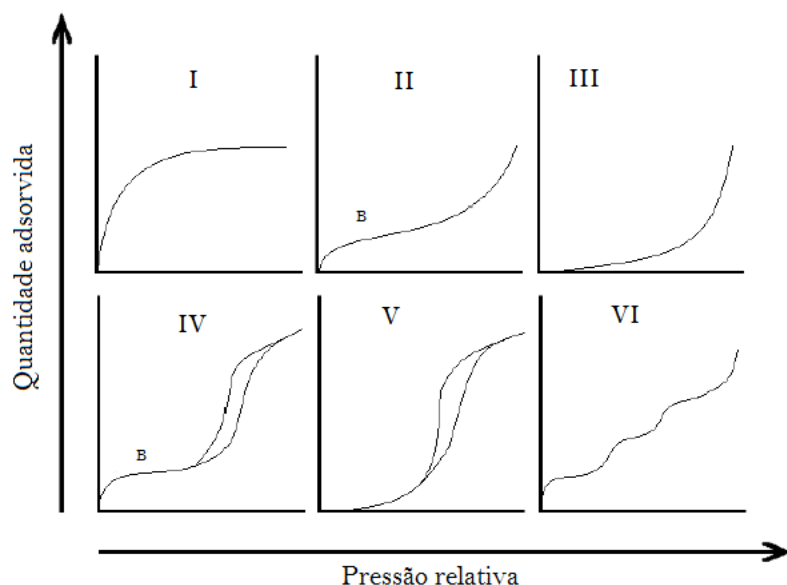 Quantidade adsorvida
I
II
III
B
IV
V
VI
B
Pressão relativa